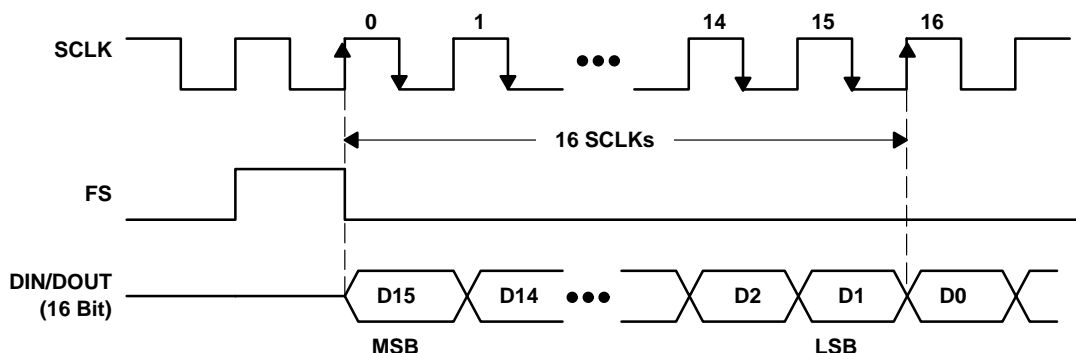 0 1 14 15 16
SCLK
16 SCLKs
FS
DIN/DOUT
(16 Bit)
D15 D14 D2 D1 D0
MSB LSB